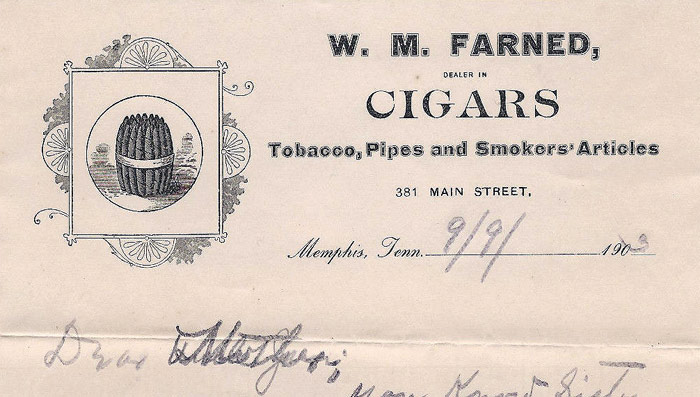 W. M. FARNED,
DEALER IN
CIGARS
Tobacco, Pipes and Smokers' Articles
381 MAIN STREET,
Memphis, Tenn. 9/9/ 1903
Dear